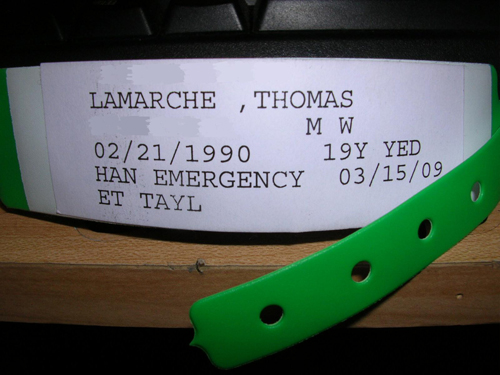 LAMARCHE ,THOMAS
M W
02/21/1990 19Y YED
HAN EMERGENCY 03/15/09
ET TAYL